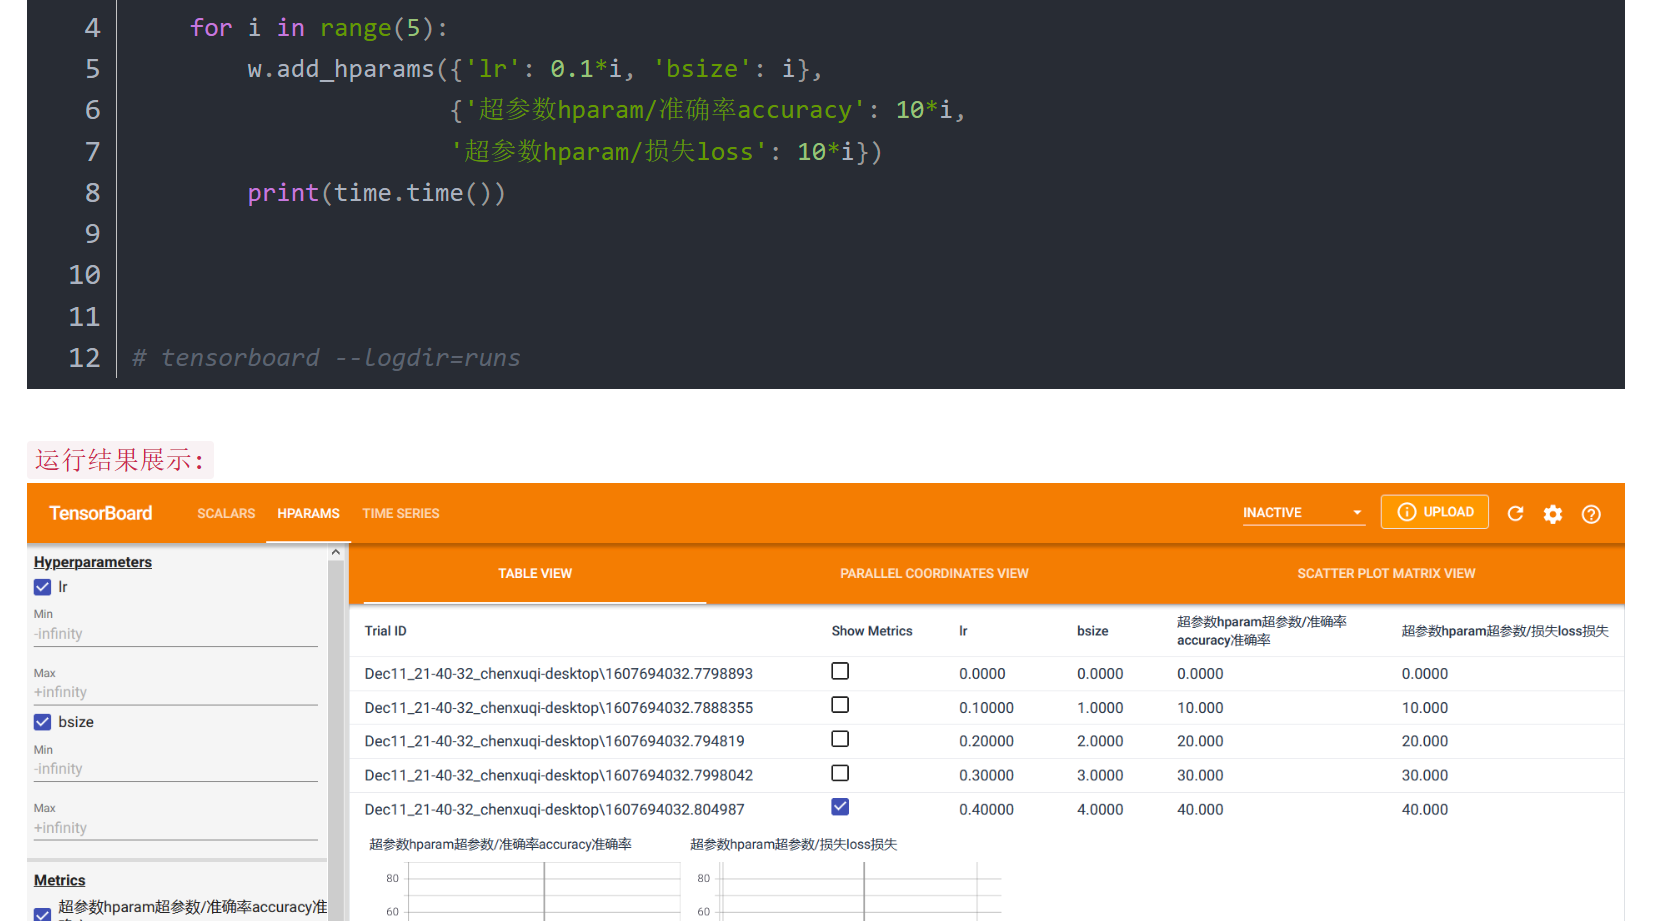 4 for i in range(5):
5 w.add_hparams({'lr': 0.1*i, 'bsize': i},
6 {'超参数hparam/准确率accuracy': 10*i,
7 '超参数hparam/损失loss': 10*i})
8 print(time.time())
9
10
11
12 # tensorboard --logdir=runs
运行结果展示：
TensorBoard SCALARS HPARAMS TIME SERIES INACTIVE UPLOAD
Hyperparameters
lr
Min
-infinity
Max
+infinity
bsize
Min
-infinity
Max
+infinity
Metrics
超参数hparam超参数/准确率accuracy准
TABLE VIEW PARALLEL COORDINATES VIEW SCATTER PLOT MATRIX VIEW
Trial ID Show Metrics lr bsize 超参数hparam超参数/准确率 超参数hparam超参数/损失loss损失
accuracy准确率
Dec11_21-40-32_chenxuqi-desktop\1607694032.7798893 0.0000 0.0000 0.0000 0.0000
Dec11_21-40-32_chenxuqi-desktop\1607694032.7888355 0.10000 1.0000 10.000 10.000
Dec11_21-40-32_chenxuqi-desktop\1607694032.794819 0.20000 2.0000 20.000 20.000
Dec11_21-40-32_chenxuqi-desktop\1607694032.7998042 0.30000 3.0000 30.000 30.000
Dec11_21-40-32_chenxuqi-desktop\1607694032.804987 0.40000 4.0000 40.000 40.000
超参数hparam超参数/准确率accuracy准确率 超参数hparam超参数/损失loss损失
80 80
60 60